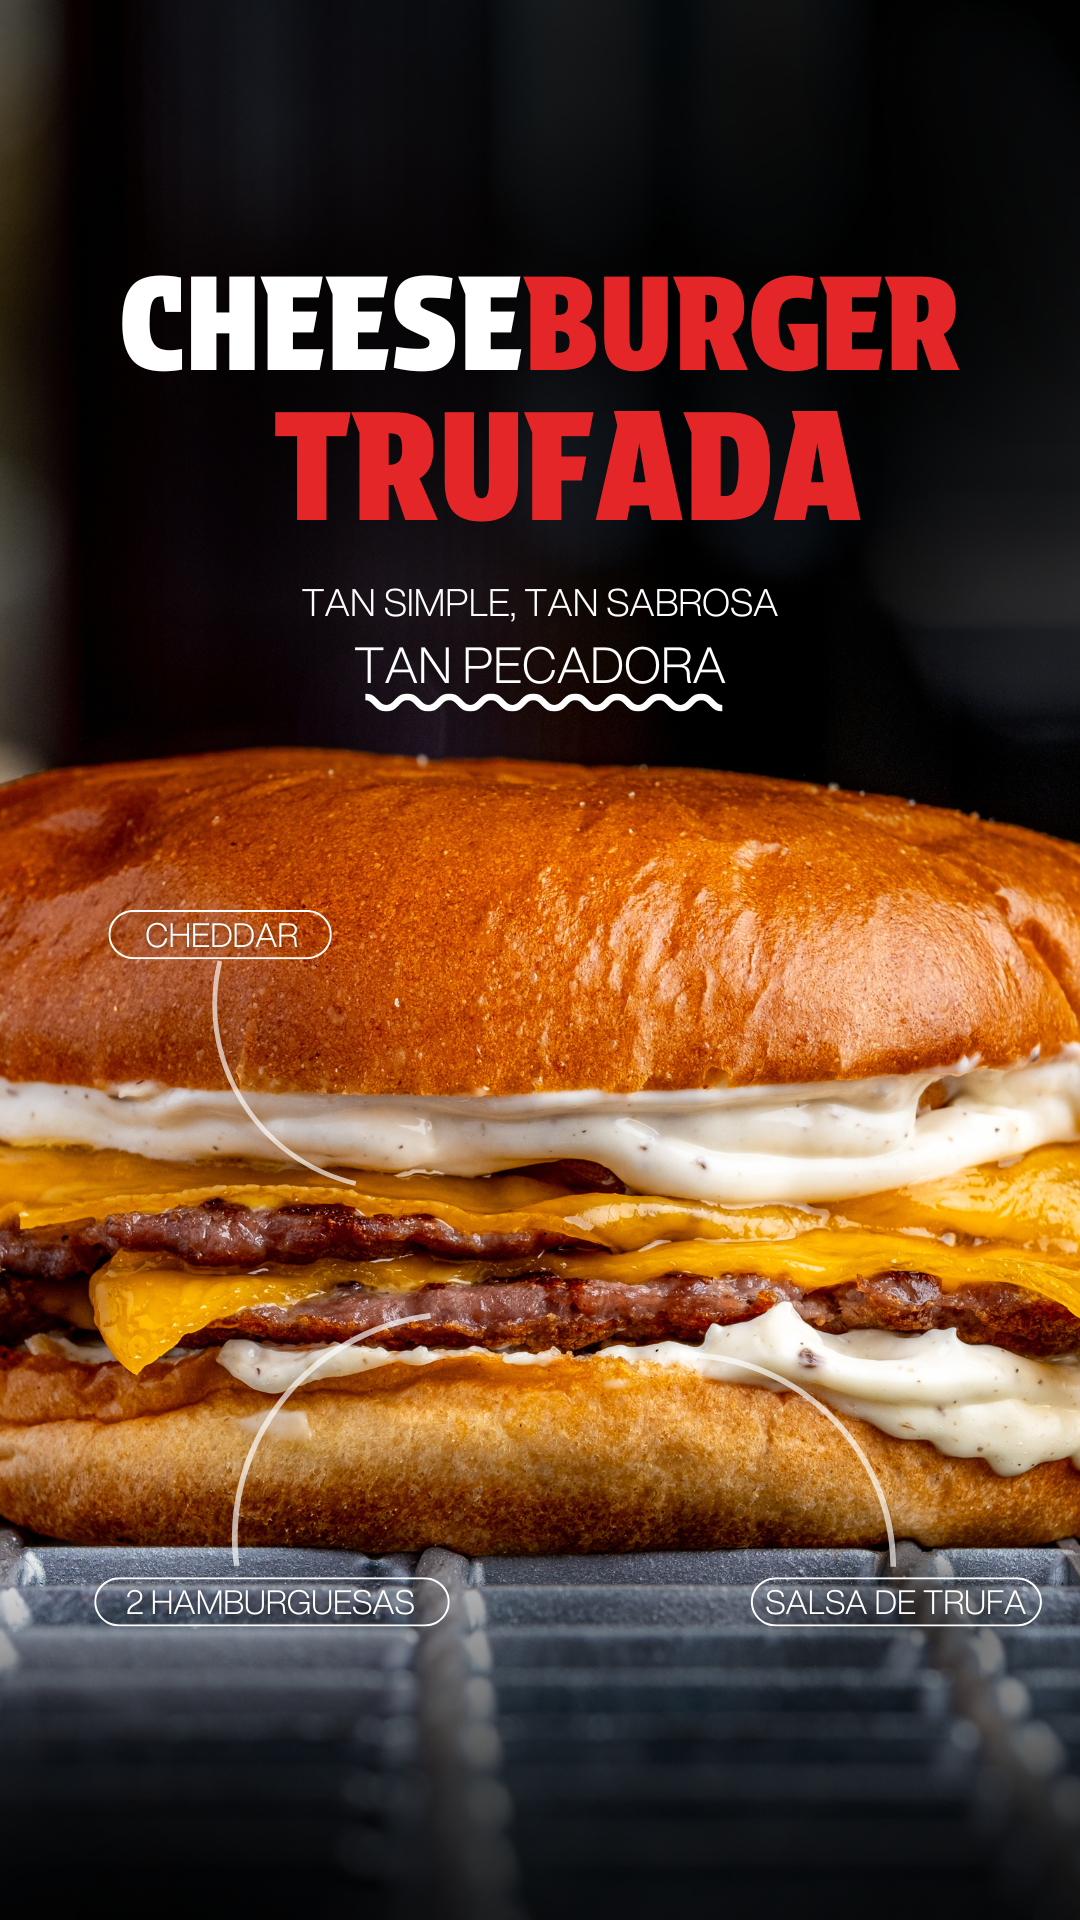 CHEESEBURGER
TRUFADA
TAN SIMPLE, TAN SABROSA
TAN PECADORA
CHEDDAR
2 HAMBURGUESAS
SALSA DE TRUFA